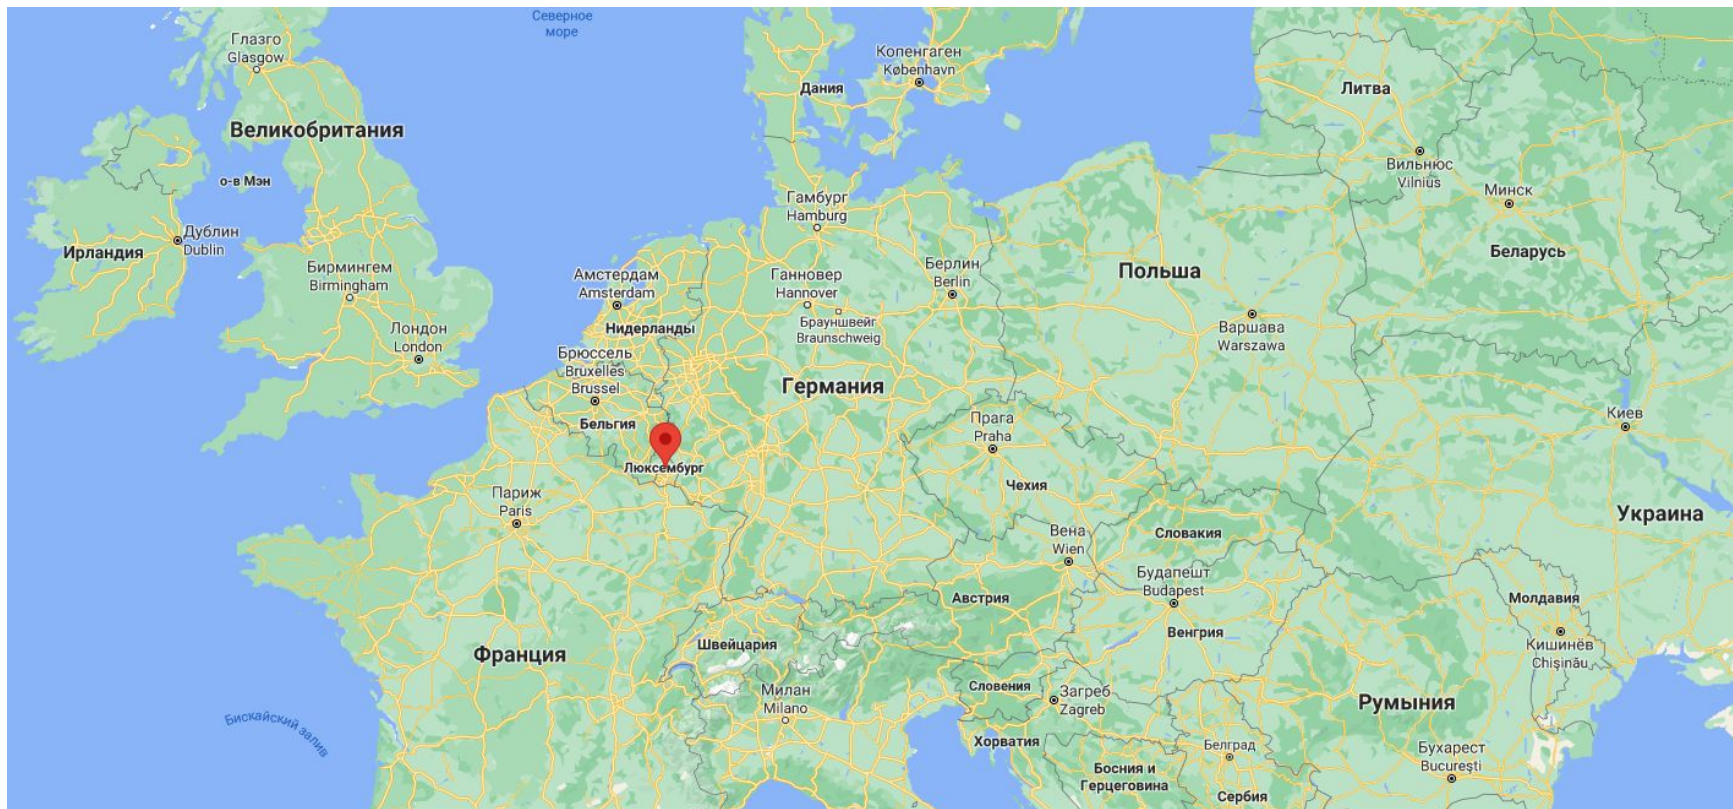 Северное
море
Глазго
Glasgow
Копенгаген
København
Дания
Литва
Великобритания
Вильнюс
Vilnius
о-в Мэн
Минск
Гамбург
Hamburg
Дублин
Dublin
Ирландия
Беларусь
Бирмингем
Birmingham
Амстердам
Amsterdam
Ганновер
Hannover
Берлин
Berlin
Польша
Нидерланды
Брауншвейг
Braunschweig
Варшава
Warszawa
Лондон
London
Брюссель
Bruxelles
Brussel
Германия
Бельгия
Прага
Praha
Киев
Люксембург
Чехия
Париж
Paris
Украина
Вена
Wien
Словакия
Будапешт
Budapest
Австрия
Молдавия
Венгрия
Швейцария
Кишинёв
Chișinău
Франция
Милан
Milano
Словения
Загреб
Zagreb
Румыния
Бискайский залив
Хорватия
Белград
Бухарест
București
Босния и
Герцеговина
Сербия